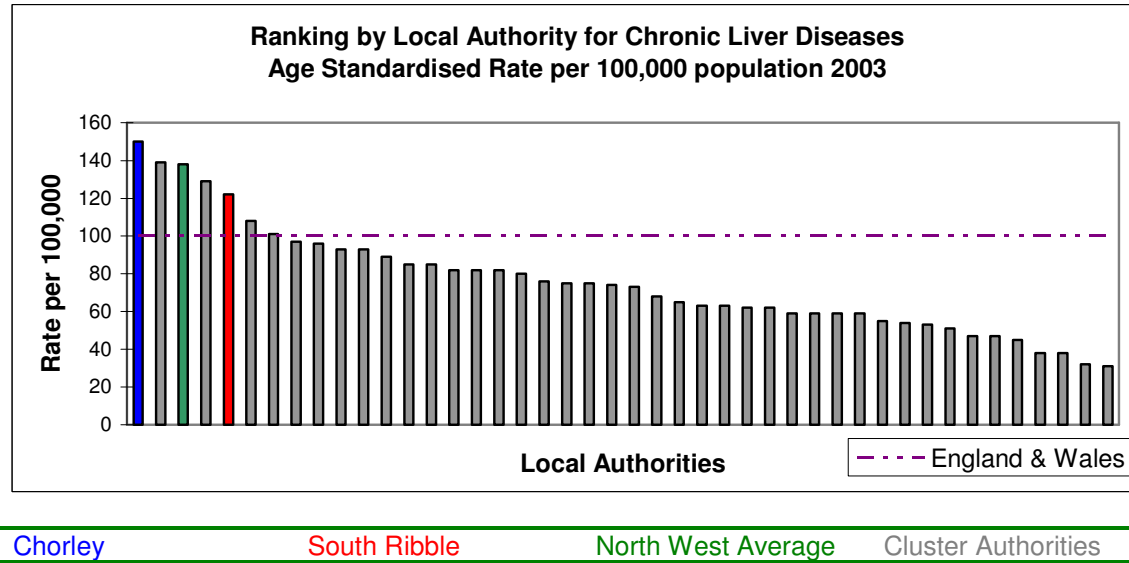 Ranking by Local Authority for Chronic Liver Diseases
Age Standardised Rate per 100,000 population 2003
Rate per 100,000
160
140
120
100
80
60
40
20
0
Local Authorities
England & Wales
Chorley South Ribble North West Average Cluster Authorities